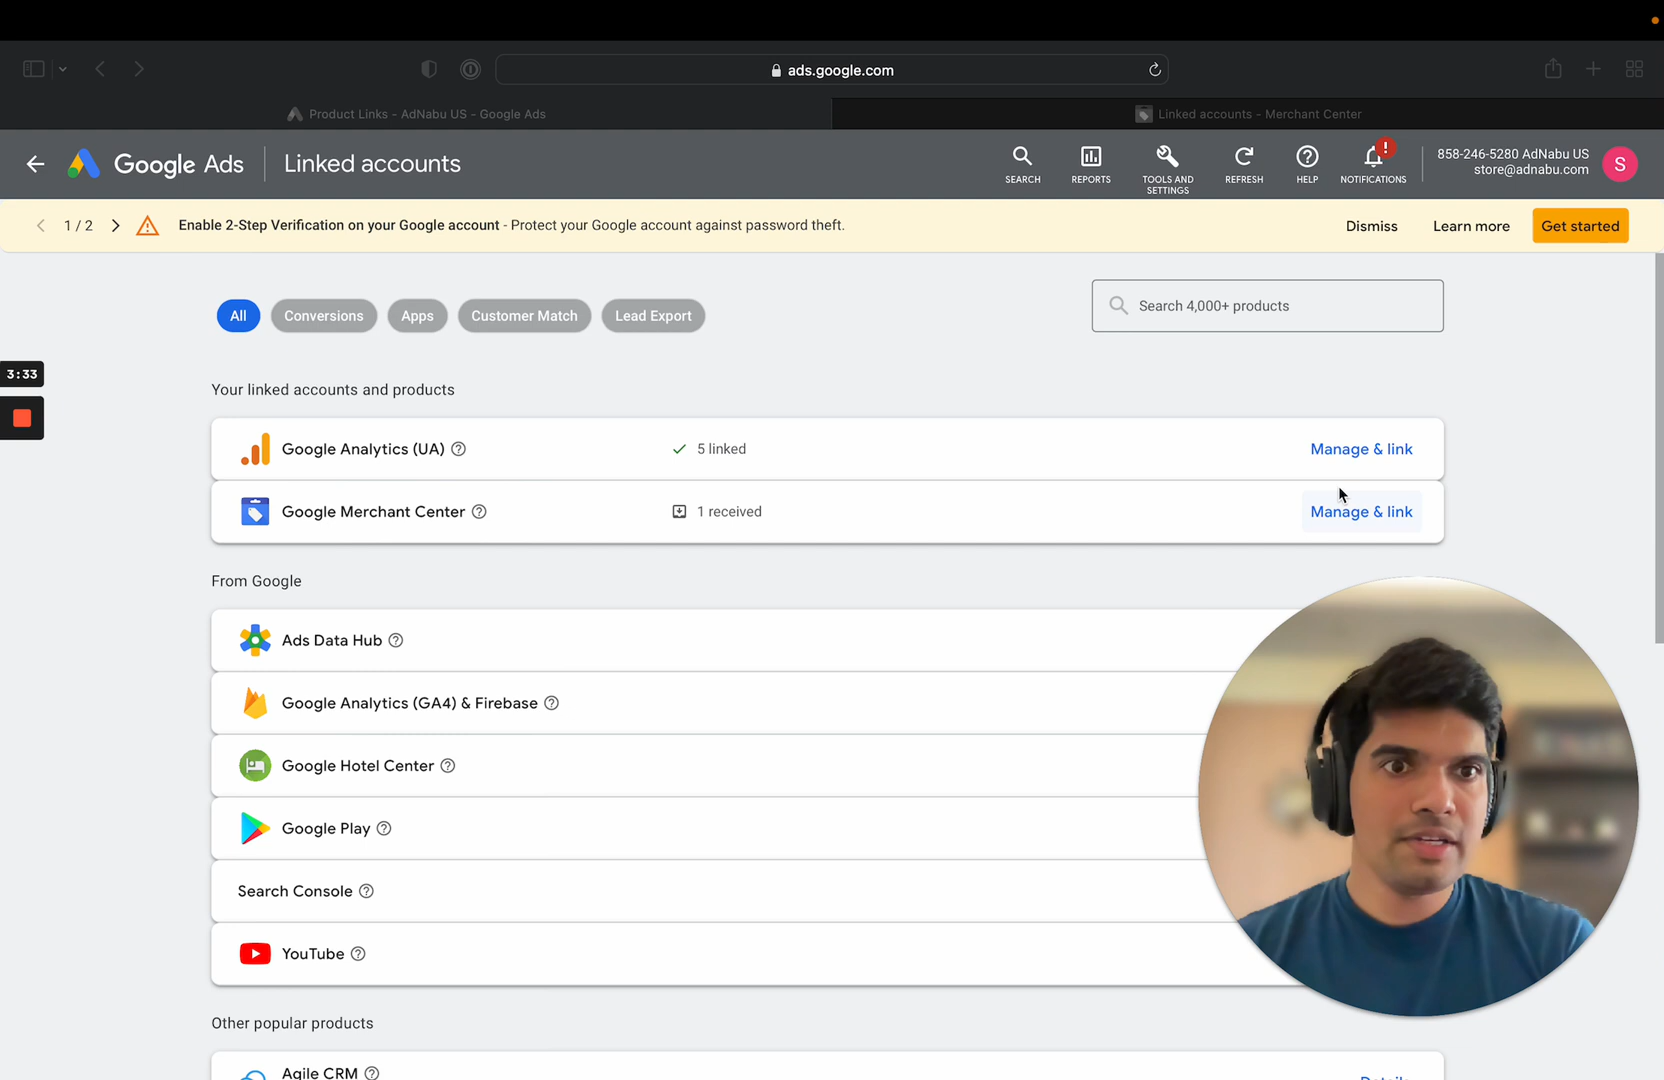 ads.google.com
Product Links - AdNabu US - Google Ads
Linked accounts - Merchant Center
Google Ads
Linked accounts
SEARCH
REPORTS
TOOLS AND
SETTINGS
REFRESH
HELP
!
NOTIFICATIONS
858-246-5280 AdNabu US
store@adnabu.com
S
1 / 2
Enable 2-Step Verification on your Google account - Protect your Google account against password theft.
Dismiss
Learn more
Get started
All
Conversions
Apps
Customer Match
Lead Export
Search 4,000+ products
3:33
Your linked accounts and products
Google Analytics (UA)
5 linked
Manage & link
Google Merchant Center
1 received
Manage & link
From Google
Ads Data Hub
Google Analytics (GA4) & Firebase
Google Hotel Center
Google Play
Search Console
YouTube
Other popular products
Agile CRM
Details